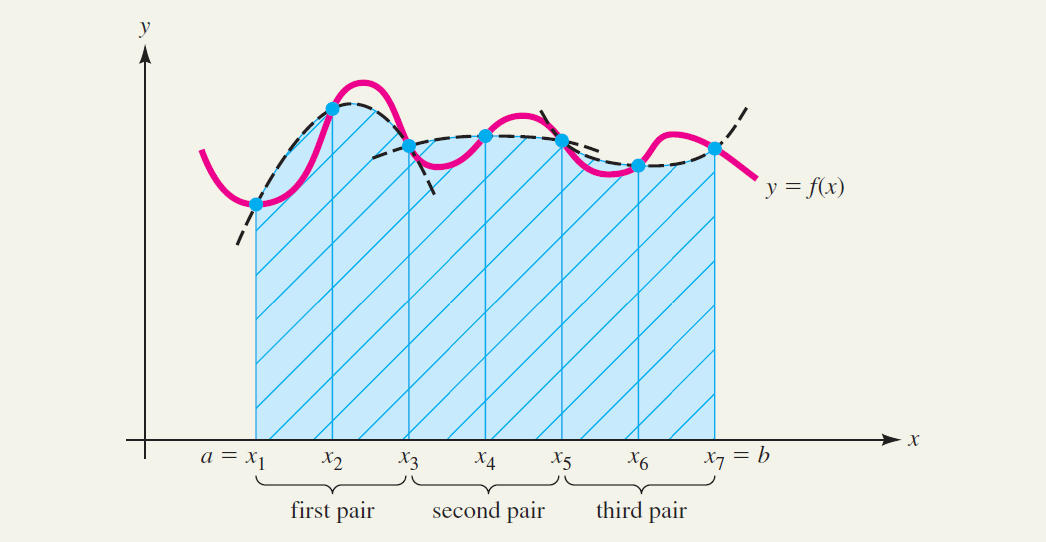 y
y = f(x)
x
a = x₁ x₂ x₃ x₄ x₅ x₆ x₇ = b
first pair second pair third pair